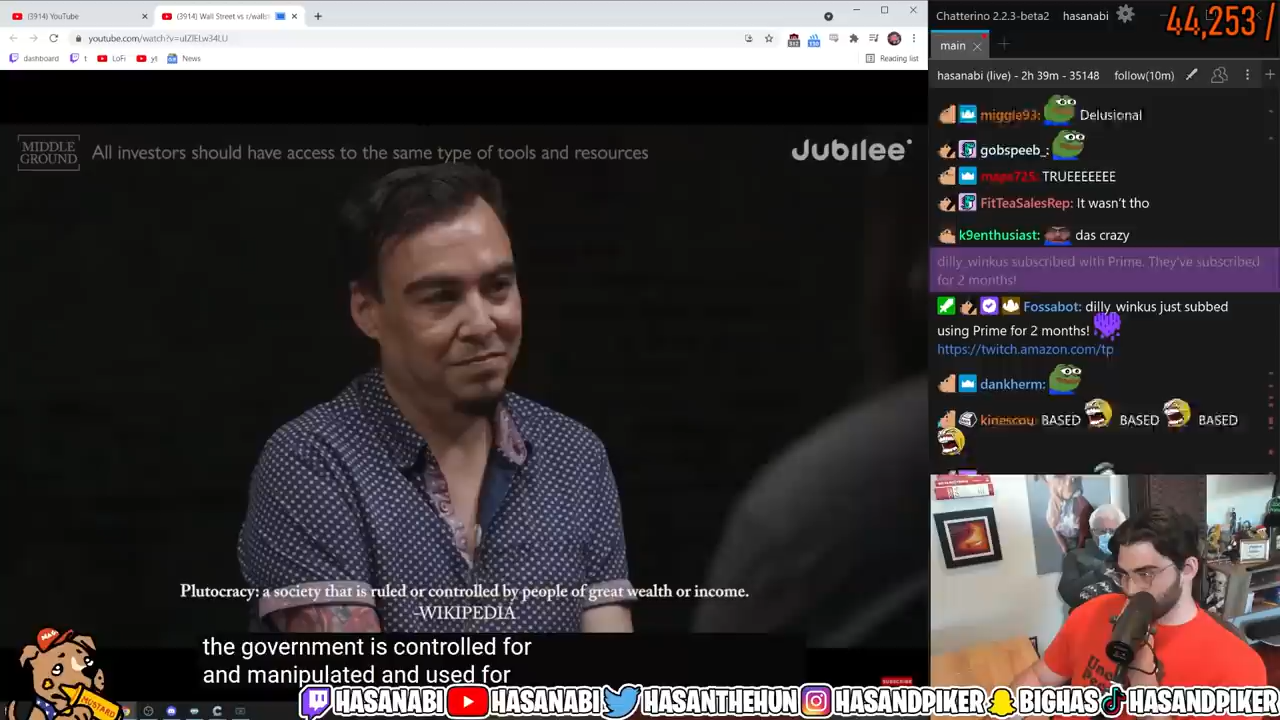 (3914) YouTube
(3914) Wall Street vs r/walls
youtube.com/watch?v=uIZlELw34LU
dashboard
t
LoFi
yt
News
Reading list
MIDDLE
GROUND
All investors should have access to the same type of tools and resources
Jubilee
Plutocracy: a society that is ruled or controlled by people of great wealth or income.
-WIKIPEDIA
the government is controlled for
and manipulated and used for
SUBSCRIBE
Chatterino 2.2.3-beta2
hasanabi
44,253 /
main
hasanabi (live) - 2h 39m - 35148
follow(10m)
miggle93: Delusional
gobspeeb_:
maps725: TRUEEEEEEE
FitTeaSalesRep: It wasn't tho
k9enthusiast: das crazy
dilly_winkus subscribed with Prime. They've subscribed
for 2 months!
Fossabot: dilly_winkus just subbed
using Prime for 2 months!
https://twitch.amazon.com/tp
dankherm:
kinescou: BASED BASED BASED
MUSTARD
HASANABI
HASANABI
HASANTHEHUN
HASANDPIKER
BIGHAS
HASANDPIKER